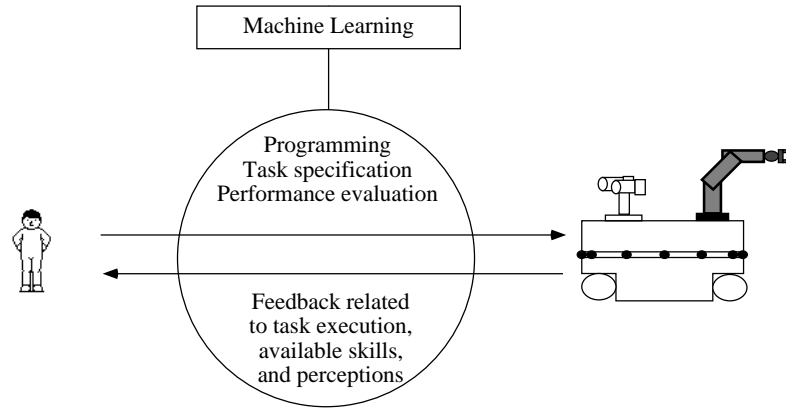 Machine Learning
Programming
Task specification
Performance evaluation
Feedback related
to task execution,
available skills,
and perceptions